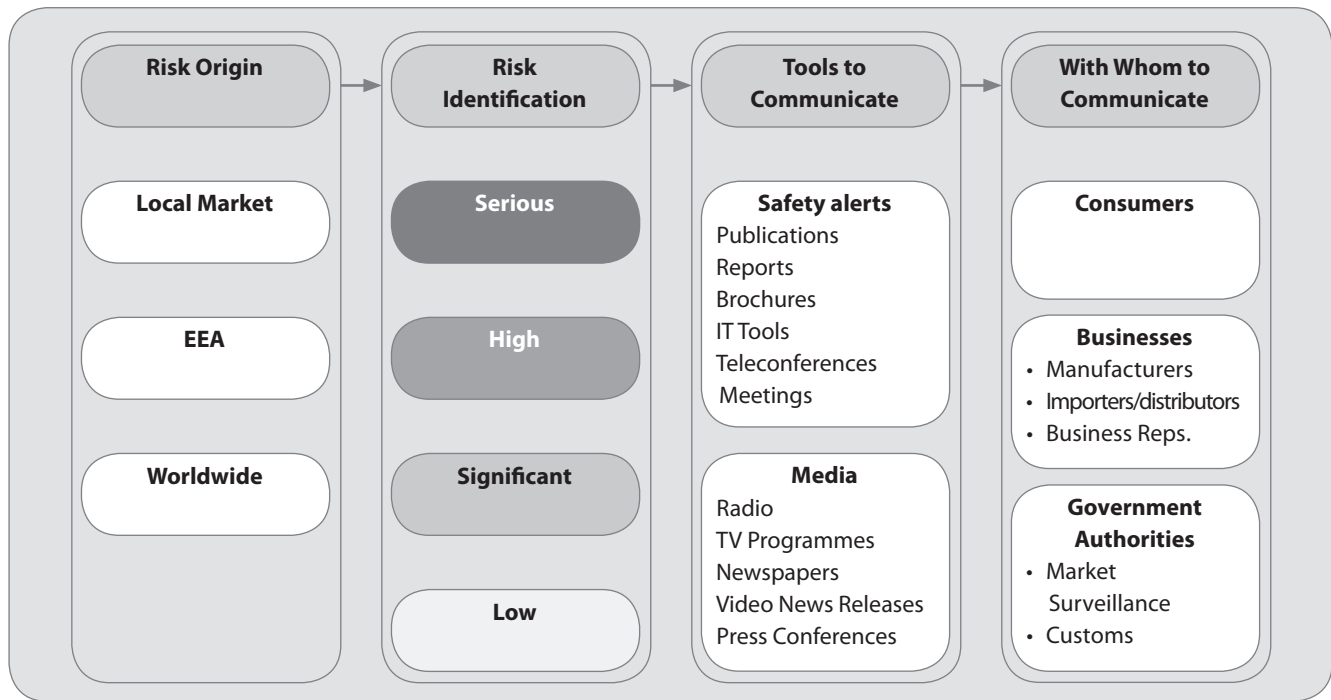 Risk Origin
Local Market
EEA
Worldwide
Risk
Identification
Serious
High
Significant
Low
Tools to
Communicate
Safety alerts
Publications
Reports
Brochures
IT Tools
Teleconferences
Meetings
Media
Radio
TV Programmes
Newspapers
Video News Releases
Press Conferences
With Whom to
Communicate
Consumers
Businesses
• Manufacturers
• Importers/distributors
• Business Reps.
Government
Authorities
• Market
Surveillance
• Customs